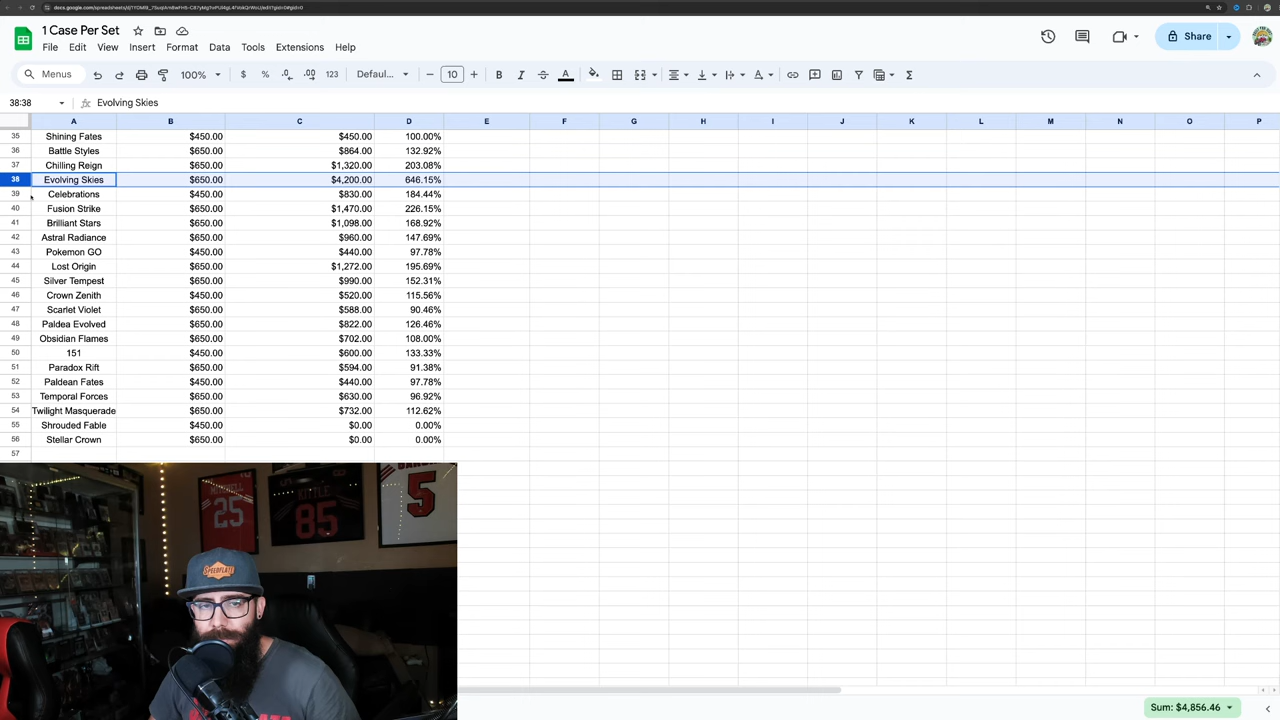 1 Case Per Set
File Edit View Insert Format Data Tools Extensions Help
Share
Menus 100% $ % .0 .00 123 Defaul... 10 B I A Σ
38:38 fx Evolving Skies
A B C D E F G H I J K L M N O P
35 Shining Fates $450.00 $450.00 100.00%
36 Battle Styles $650.00 $864.00 132.92%
37 Chilling Reign $650.00 $1,320.00 203.08%
38 Evolving Skies $650.00 $4,200.00 646.15%
39 Celebrations $450.00 $830.00 184.44%
40 Fusion Strike $650.00 $1,470.00 226.15%
41 Brilliant Stars $650.00 $1,098.00 168.92%
42 Astral Radiance $650.00 $960.00 147.69%
43 Pokemon GO $450.00 $440.00 97.78%
44 Lost Origin $650.00 $1,272.00 195.69%
45 Silver Tempest $650.00 $990.00 152.31%
46 Crown Zenith $450.00 $520.00 115.56%
47 Scarlet Violet $650.00 $588.00 90.46%
48 Paldea Evolved $650.00 $822.00 126.46%
49 Obsidian Flames $650.00 $702.00 108.00%
50 151 $450.00 $600.00 133.33%
51 Paradox Rift $650.00 $594.00 91.38%
52 Paldean Fates $450.00 $440.00 97.78%
53 Temporal Forces $650.00 $630.00 96.92%
54 Twilight Masquerade $650.00 $732.00 112.62%
55 Shrouded Fable $450.00 $0.00 0.00%
56 Stellar Crown $650.00 $0.00 0.00%
57
25
KITTLE
85
5
Sum: $4,856.46